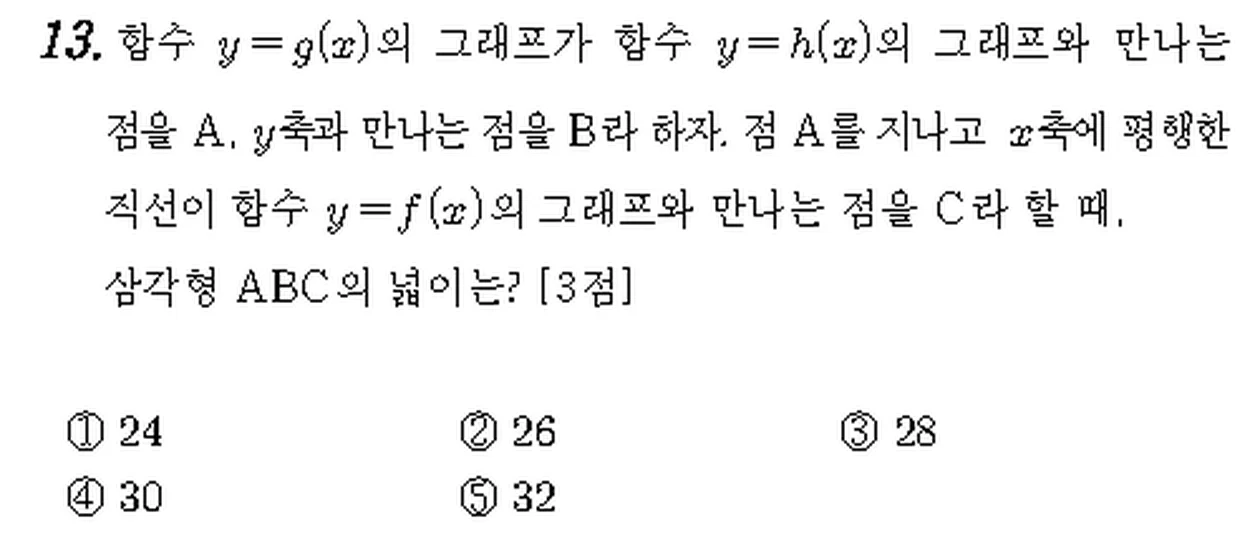 13. 함수 y=g(x)의 그래프가 함수 y=h(x)의 그래프와 만나는
점을 A, y축과 만나는 점을 B라 하자. 점 A를 지나고 x축에 평행한
직선이 함수 y=f(x)의 그래프와 만나는 점을 C라 할 때,
삼각형 ABC의 넓이는? [3점]
① 24 ② 26 ③ 28
④ 30 ⑤ 32